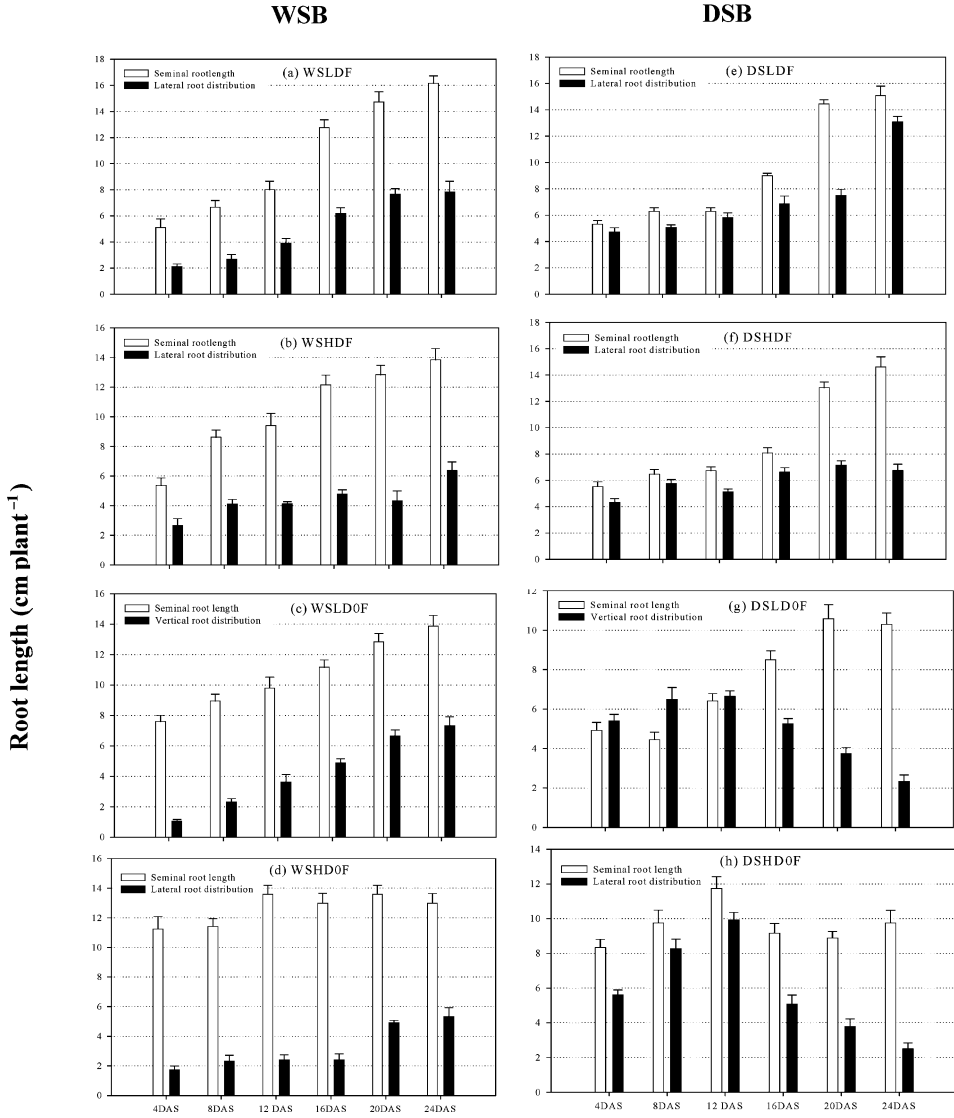 WSB
DSB
Root length (cm plant⁻¹)
(a) WSLDF
Seminal rootlength
Lateral root distribution
18
16
14
12
10
8
6
4
2
0
(e) DSLDF
Seminal rootlength
Lateral root distribution
18
16
14
12
10
8
6
4
2
0
(b) WSHDF
Seminal rootlength
Lateral root distribution
16
14
12
10
8
6
4
2
0
(f) DSHDF
Seminal rootlength
Lateral root distribution
18
16
14
12
10
8
6
4
2
0
(c) WSLD0F
Seminal root length
Vertical root distribution
16
14
12
10
8
6
4
2
0
(g) DSLD0F
Seminal root length
Vertical root distribution
12
10
8
6
4
2
0
(d) WSHD0F
Seminal root length
Lateral root distribution
16
14
12
10
8
6
4
2
0
4DAS 8DAS 12 DAS 16DAS 20DAS 24DAS
(h) DSHD0F
Seminal root length
Lateral root distribution
14
12
10
8
6
4
2
0
4DAS 8DAS 12 DAS 16DAS 20DAS 24DAS